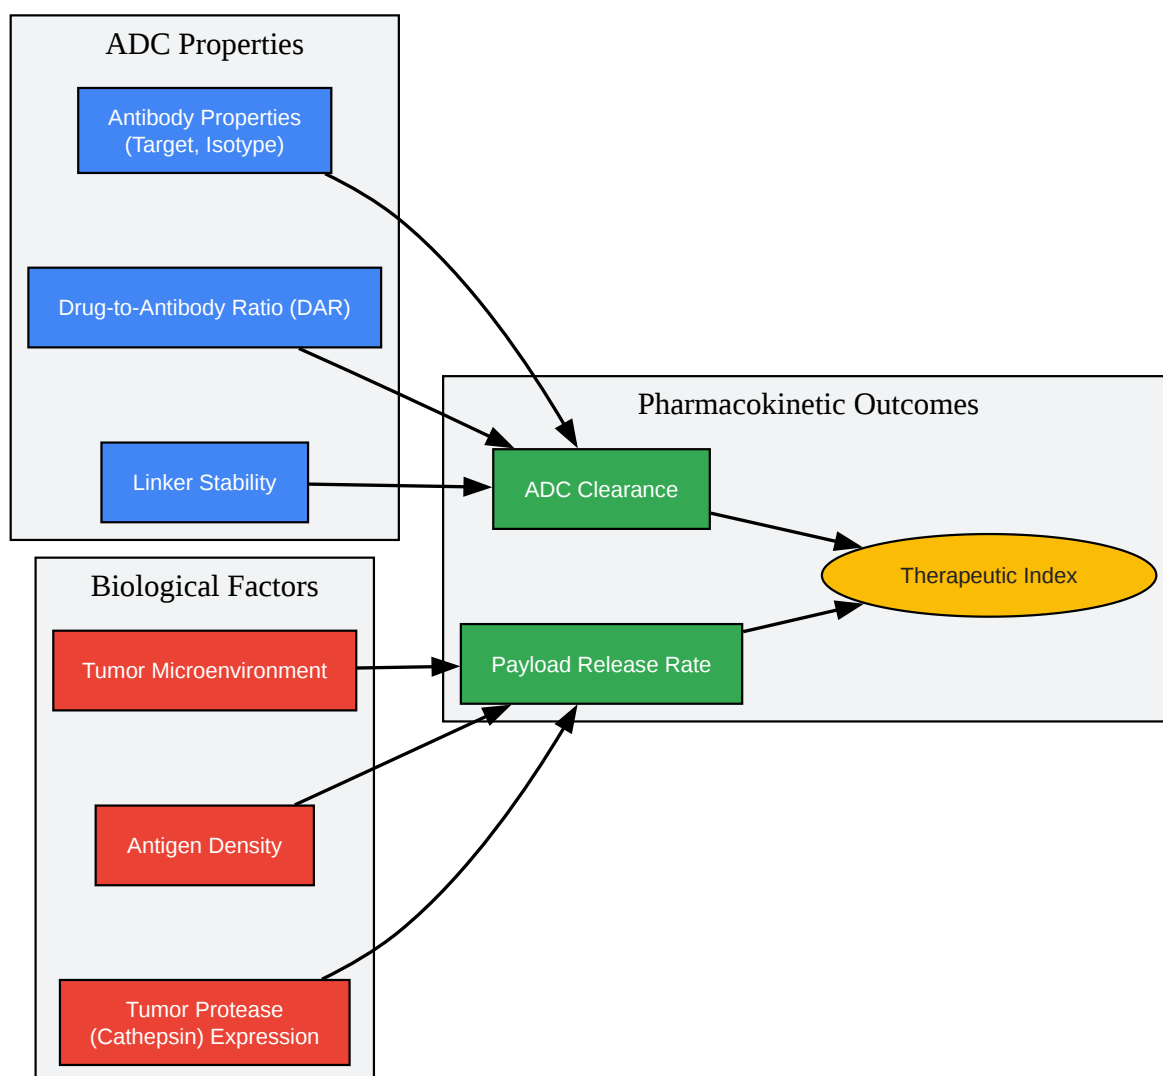 ADC Properties
Antibody Properties
(Target, Isotype)
Drug-to-Antibody Ratio (DAR)
Linker Stability
Pharmacokinetic Outcomes
ADC Clearance
Therapeutic Index
Payload Release Rate
Biological Factors
Tumor Microenvironment
Antigen Density
Tumor Protease
(Cathepsin) Expression